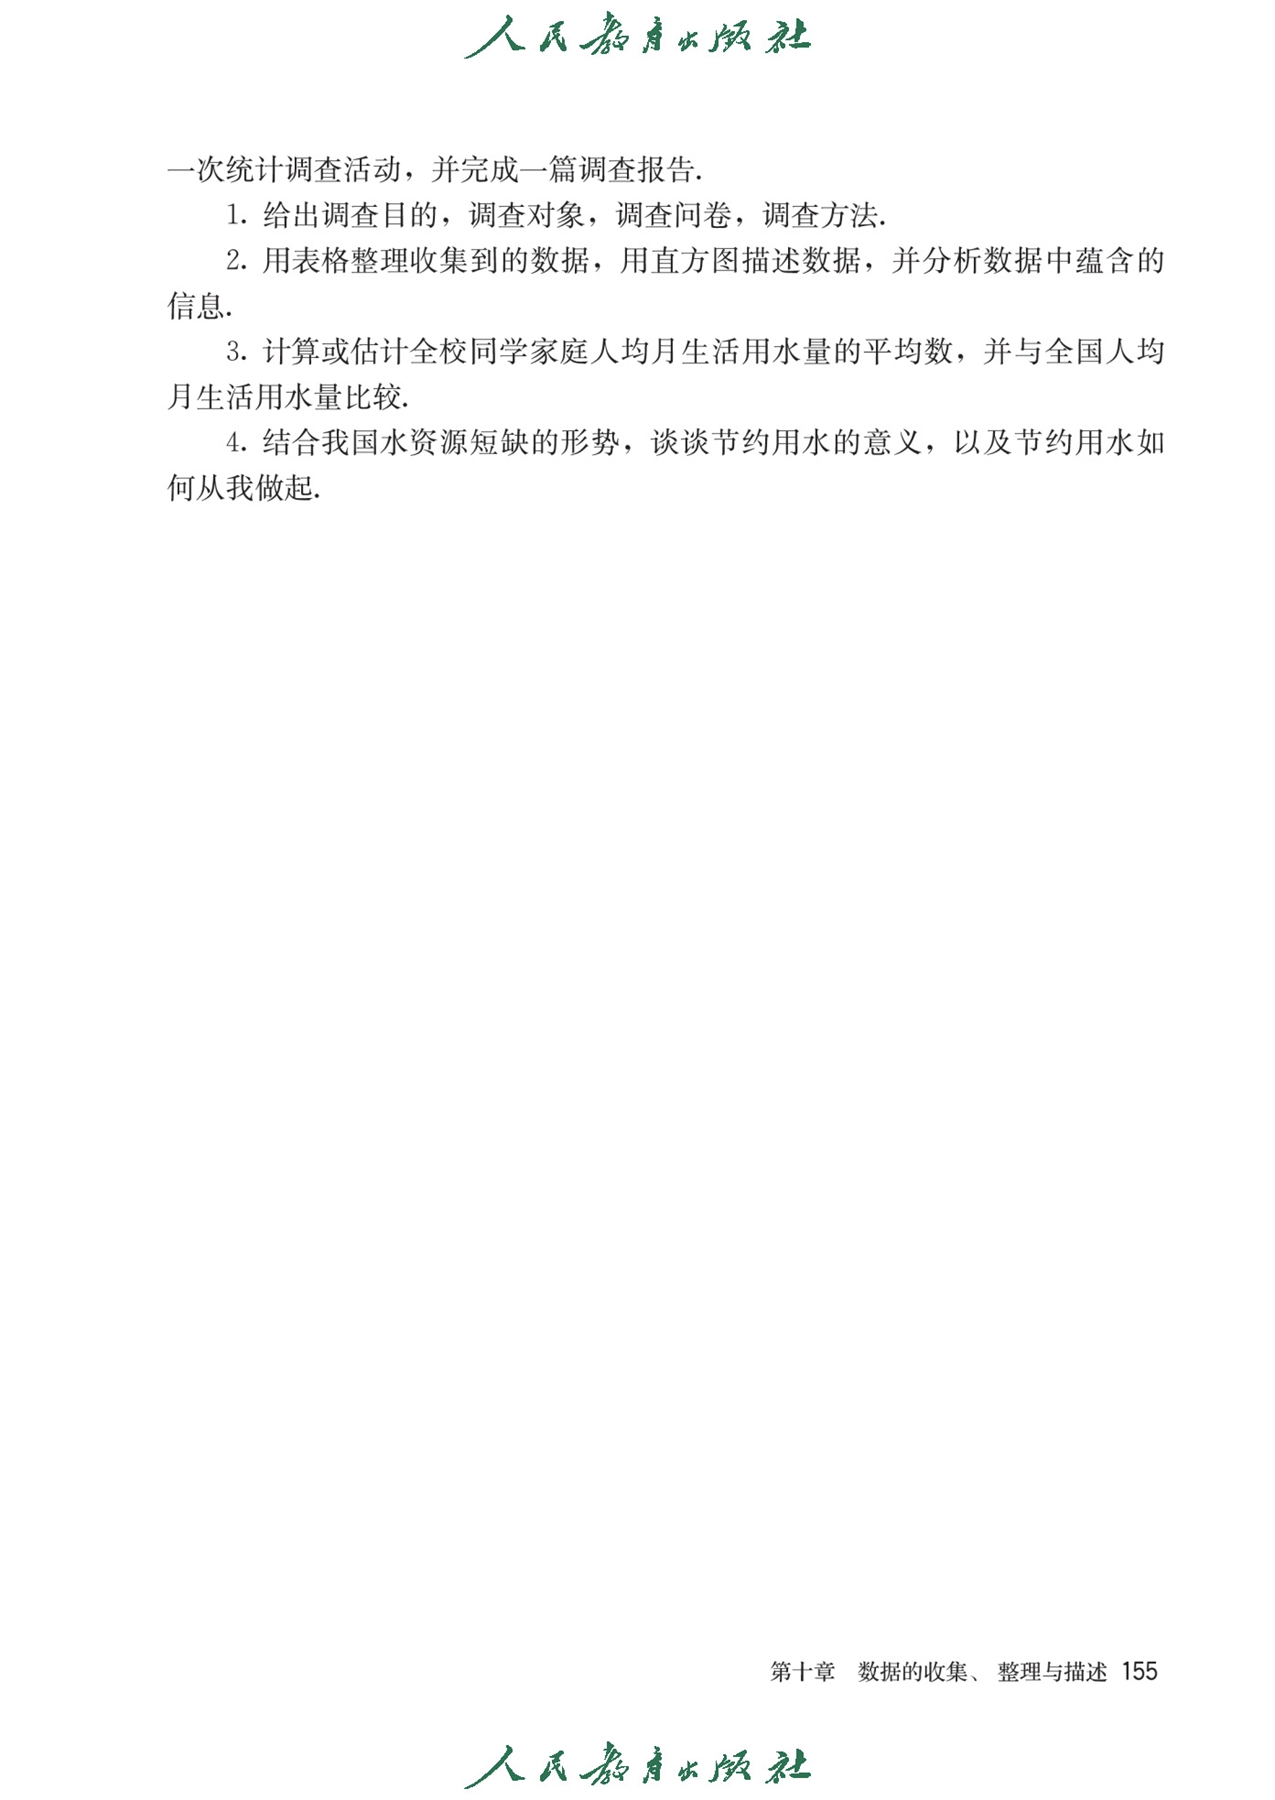 人民教育出版社
一次统计调查活动，并完成一篇调查报告.
1. 给出调查目的，调查对象，调查问卷，调查方法.
2. 用表格整理收集到的数据，用直方图描述数据，并分析数据中蕴含的
信息.
3. 计算或估计全校同学家庭人均月生活用水量的平均数，并与全国人均
月生活用水量比较.
4. 结合我国水资源短缺的形势，谈谈节约用水的意义，以及节约用水如
何从我做起.
第十章 数据的收集、整理与描述 155
人民教育出版社